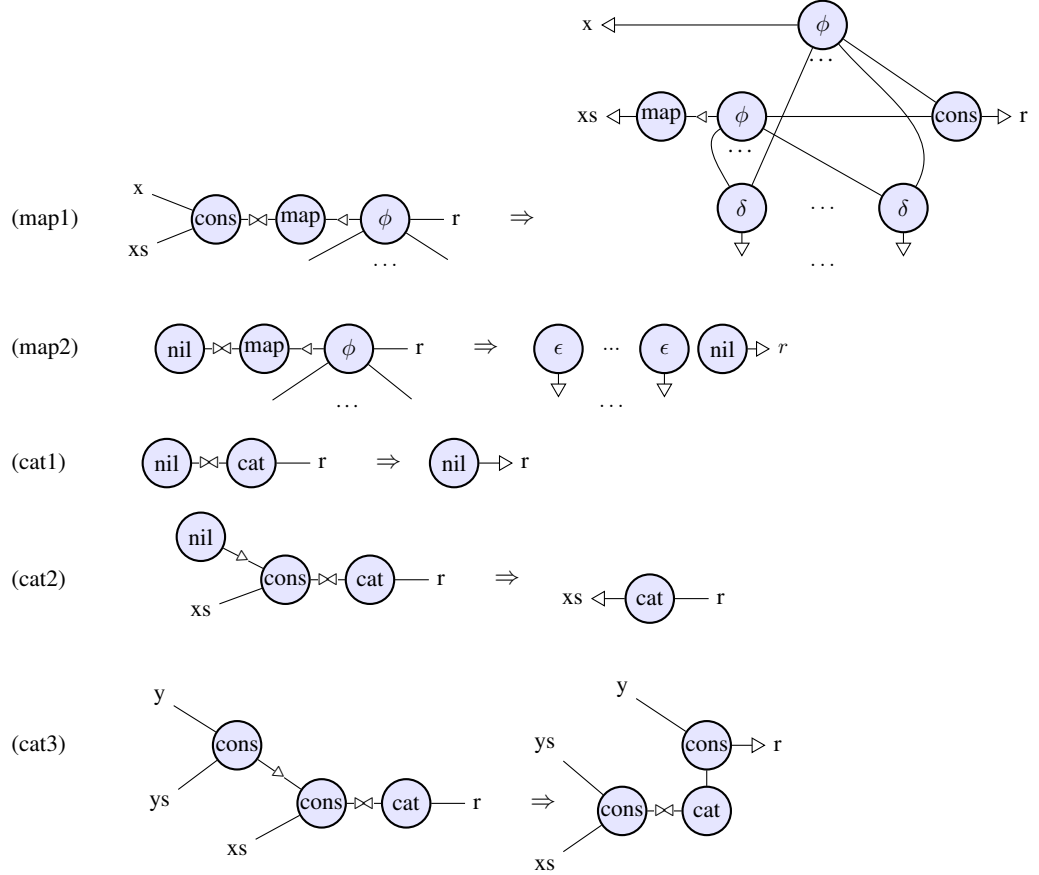 x ϕ
. . .
xs map ϕ cons r
. . .
x
(map1) cons map ϕ r ⇒ δ . . . δ
xs
. . . . . .
(map2) nil map ϕ r ⇒ ϵ ... ϵ nil r
. . . . . .
(cat1) nil cat r ⇒ nil r
nil
(cat2) cons cat r ⇒ xs cat r
xs
y y
(cat3) cons ys cons r
ys cons cat r ⇒ cons cat
xs xs